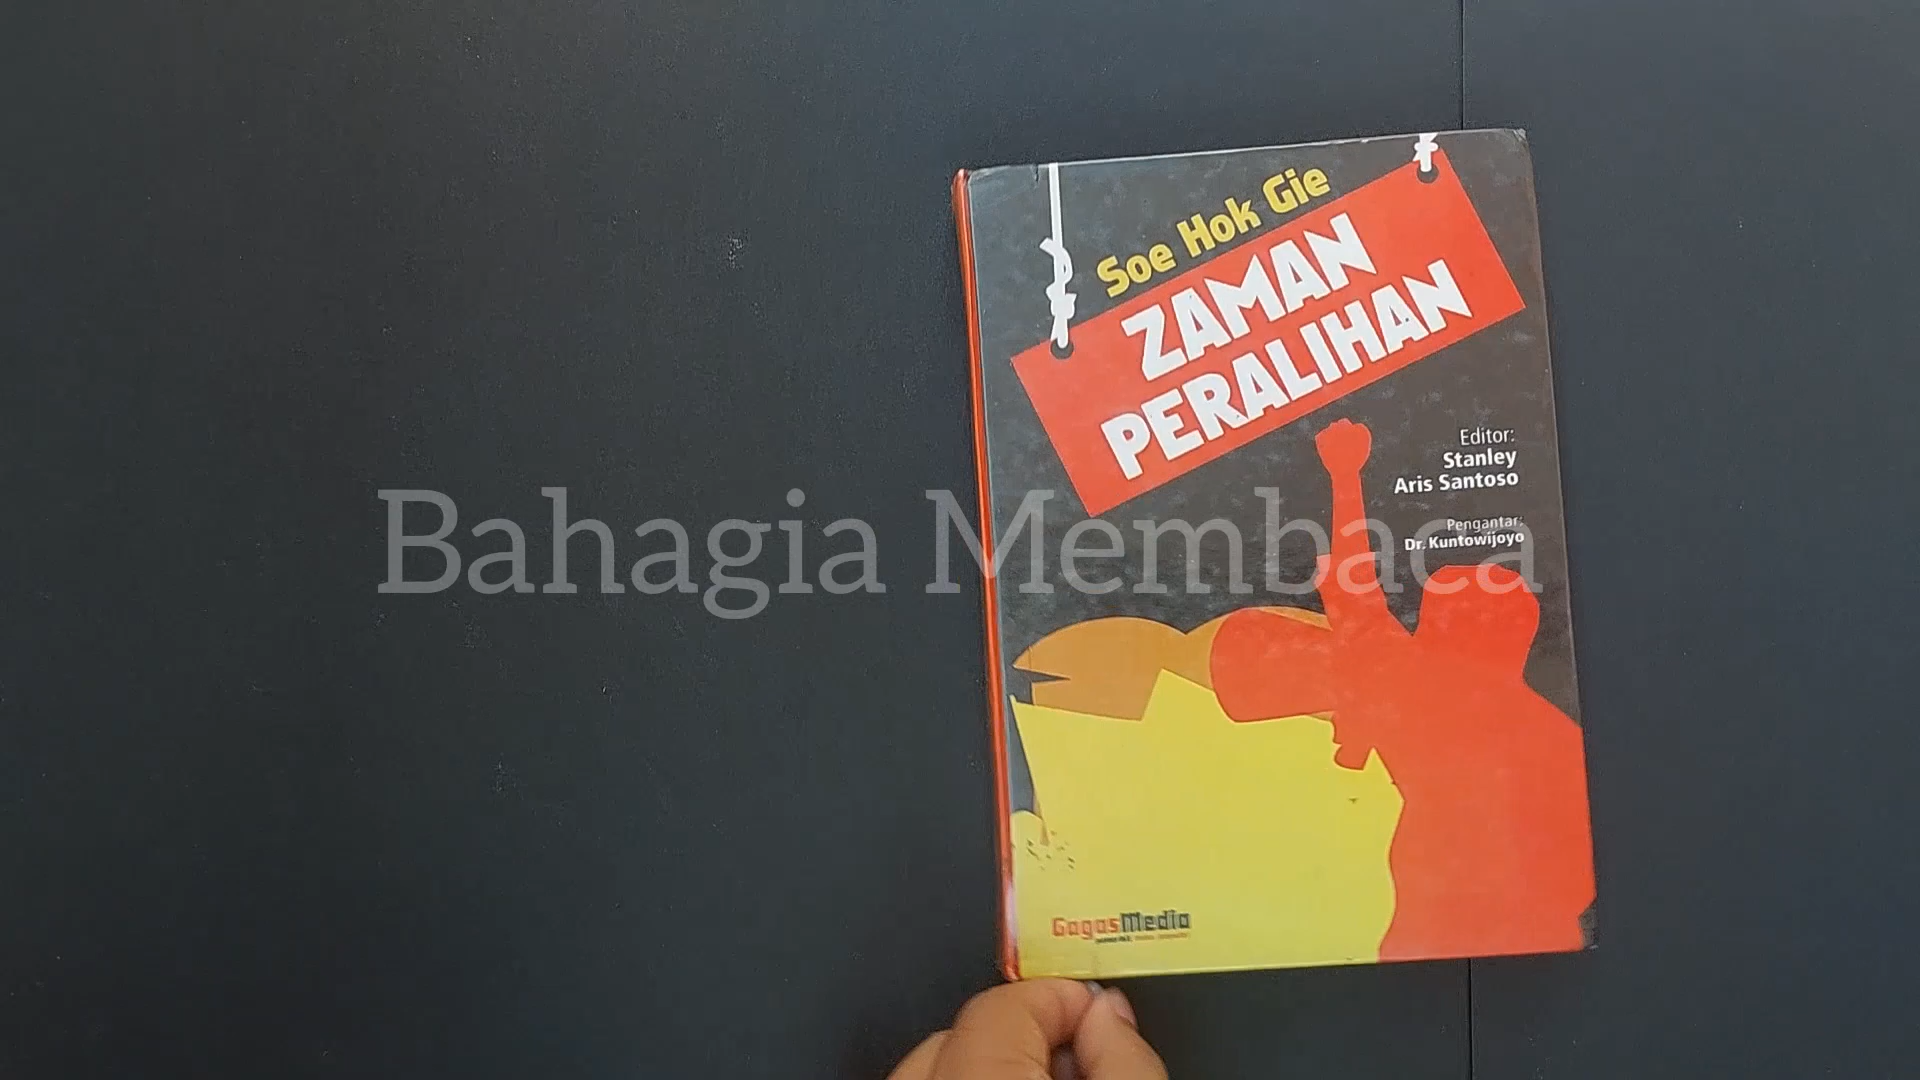 Soe Hok Gie
ZAMAN
PERALIHAN
Editor:
Stanley
Aris Santoso
Pengantar:
Dr. Kuntowijoyo
Bahagia Membaca
GagasMedia